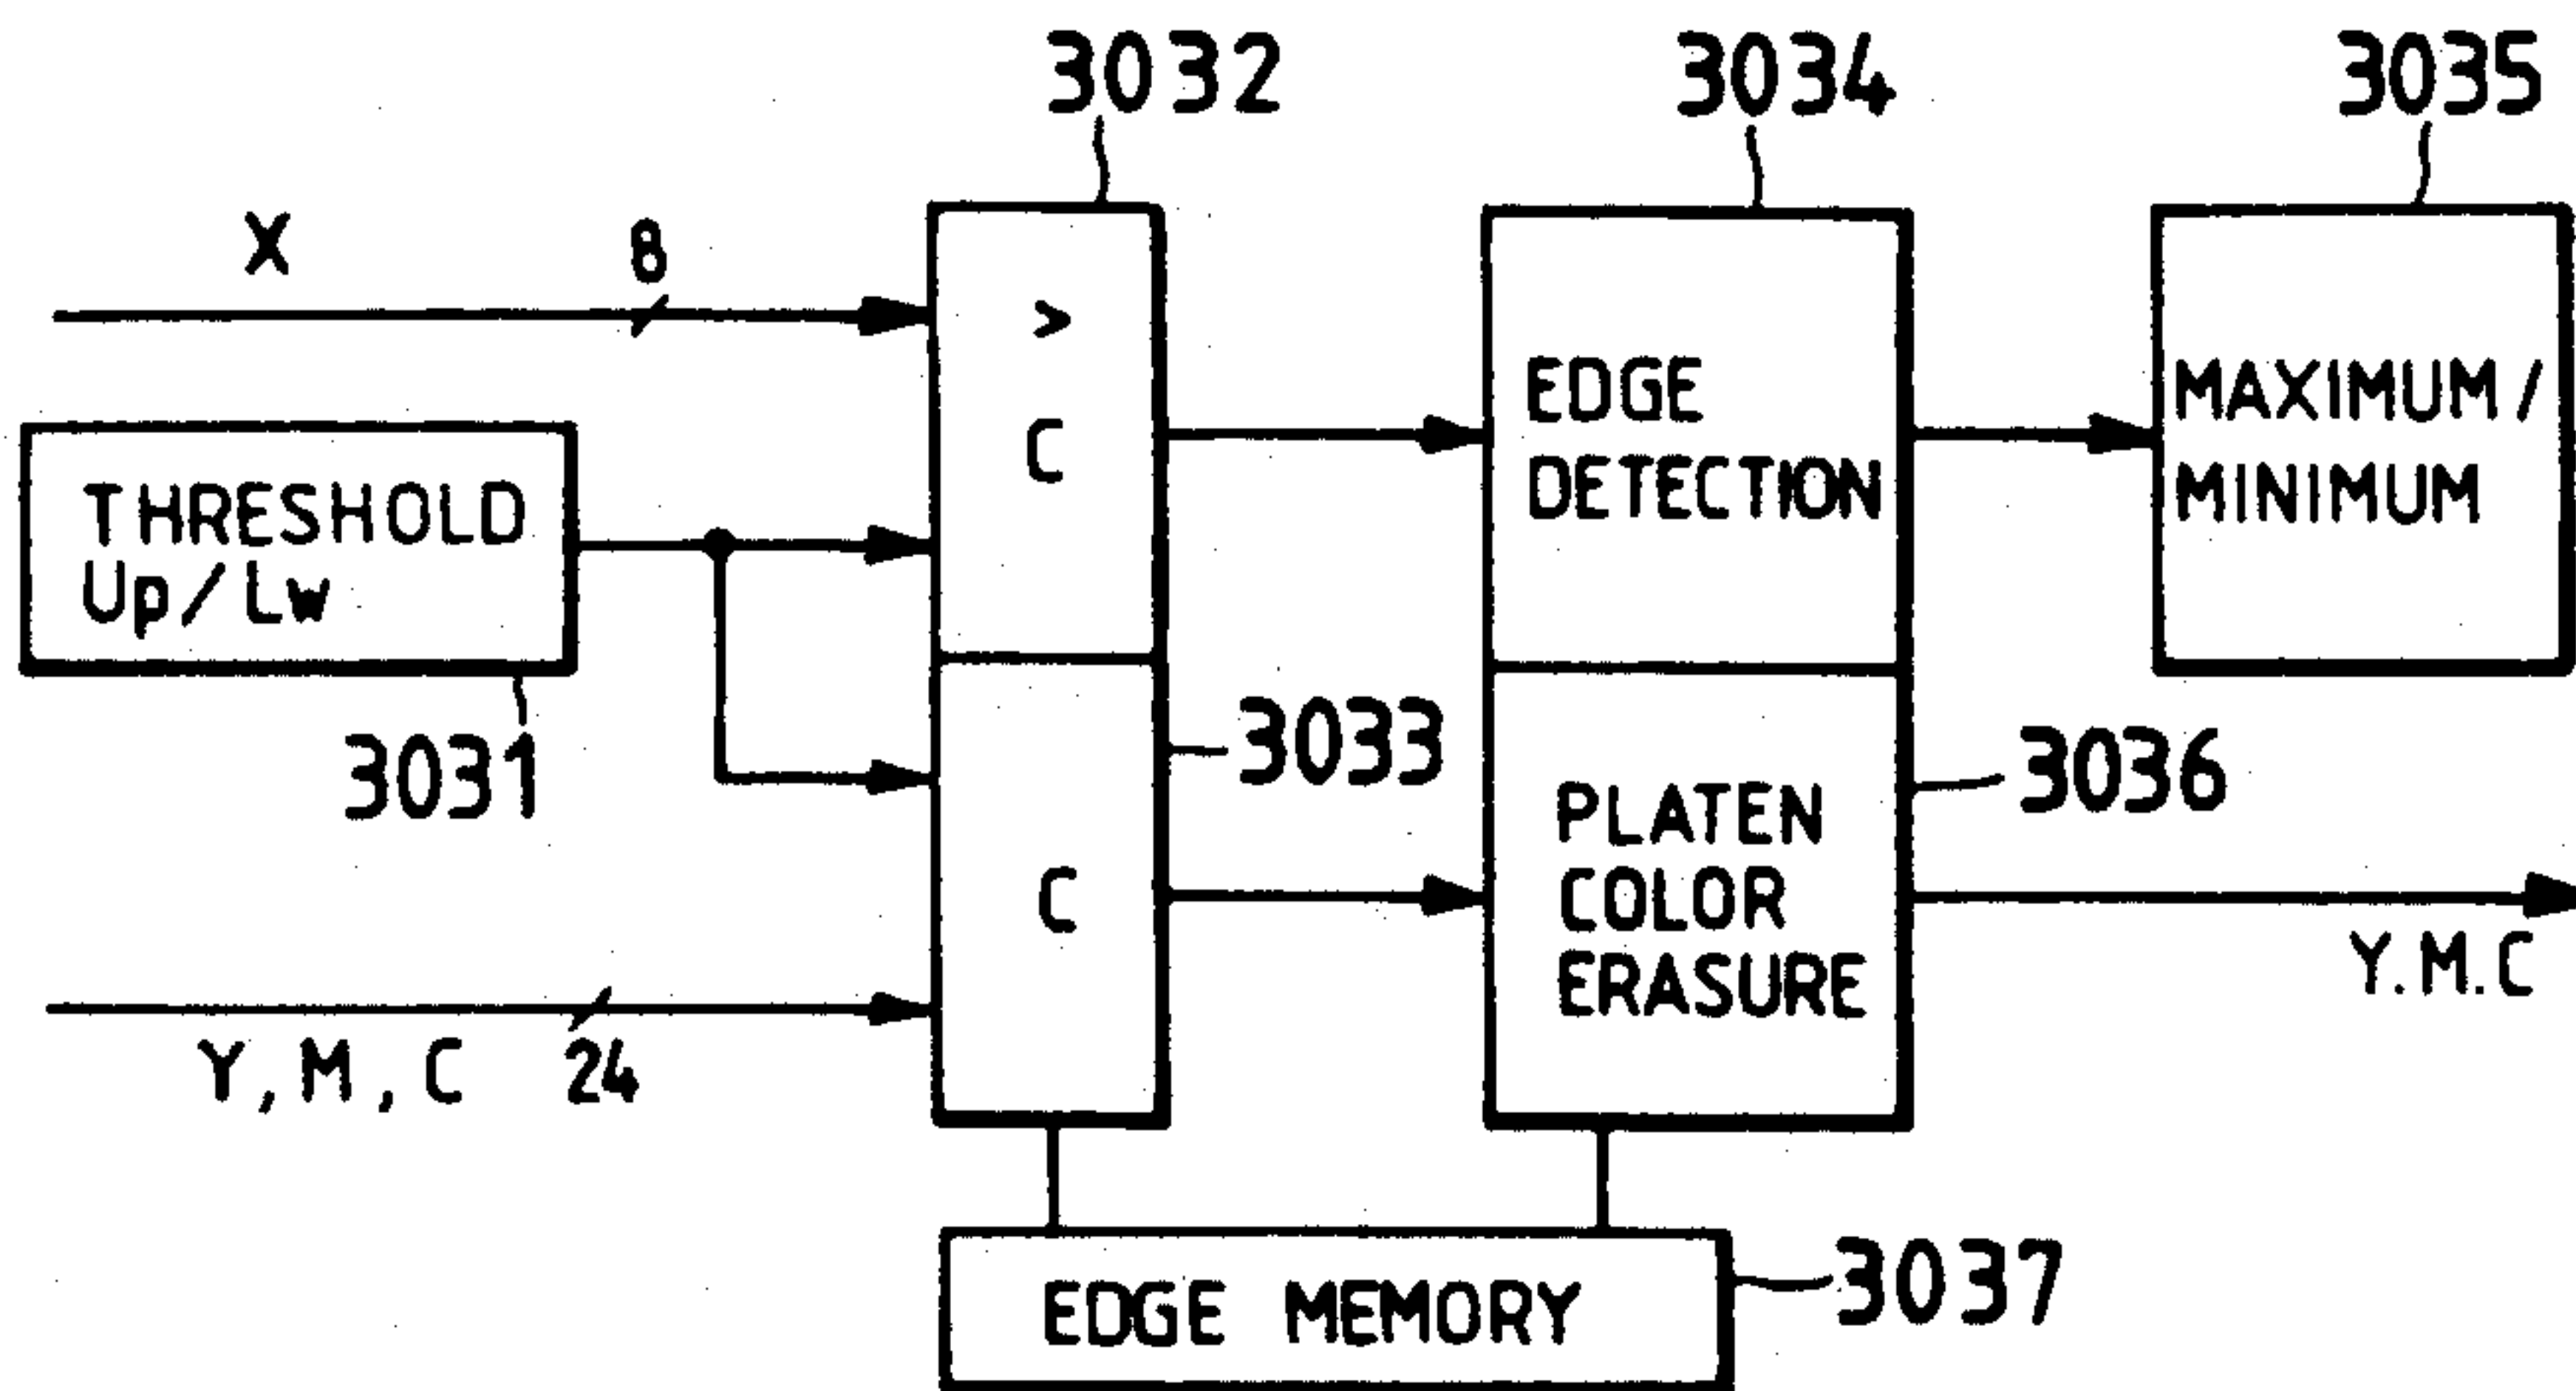 3032
3034
3035
X
8
>
C
EDGE
DETECTION
MAXIMUM /
MINIMUM
THRESHOLD
Up/Lw
3031
3033
3036
C
PLATEN
COLOR
ERASURE
Y.M.C
Y, M, C
24
EDGE MEMORY
3037